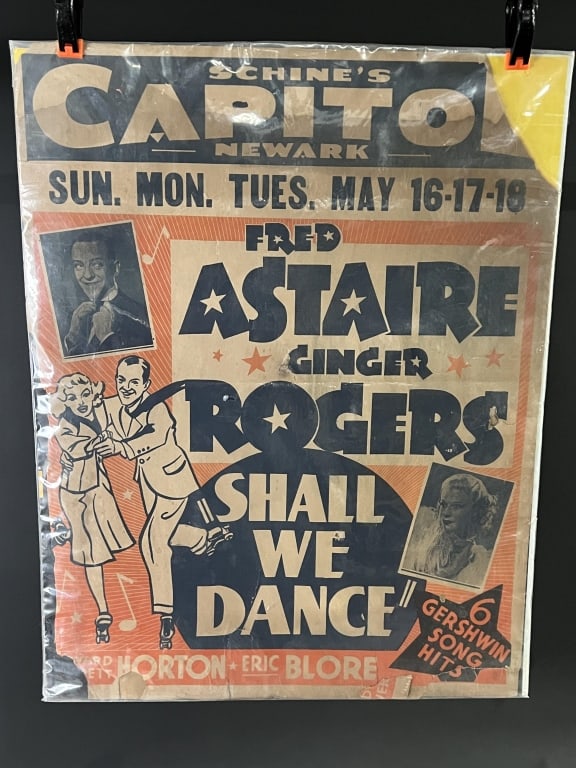 SCHINE'S
CAPITOL
NEWARK
SUN. MON. TUES. MAY 16-17-18
FRED
ASTAIRE
GINGER
ROGERS
SHALL
WE
DANCE"
6
GERSHWIN
SONG
HITS
HORTON ★ ERIC BLORE